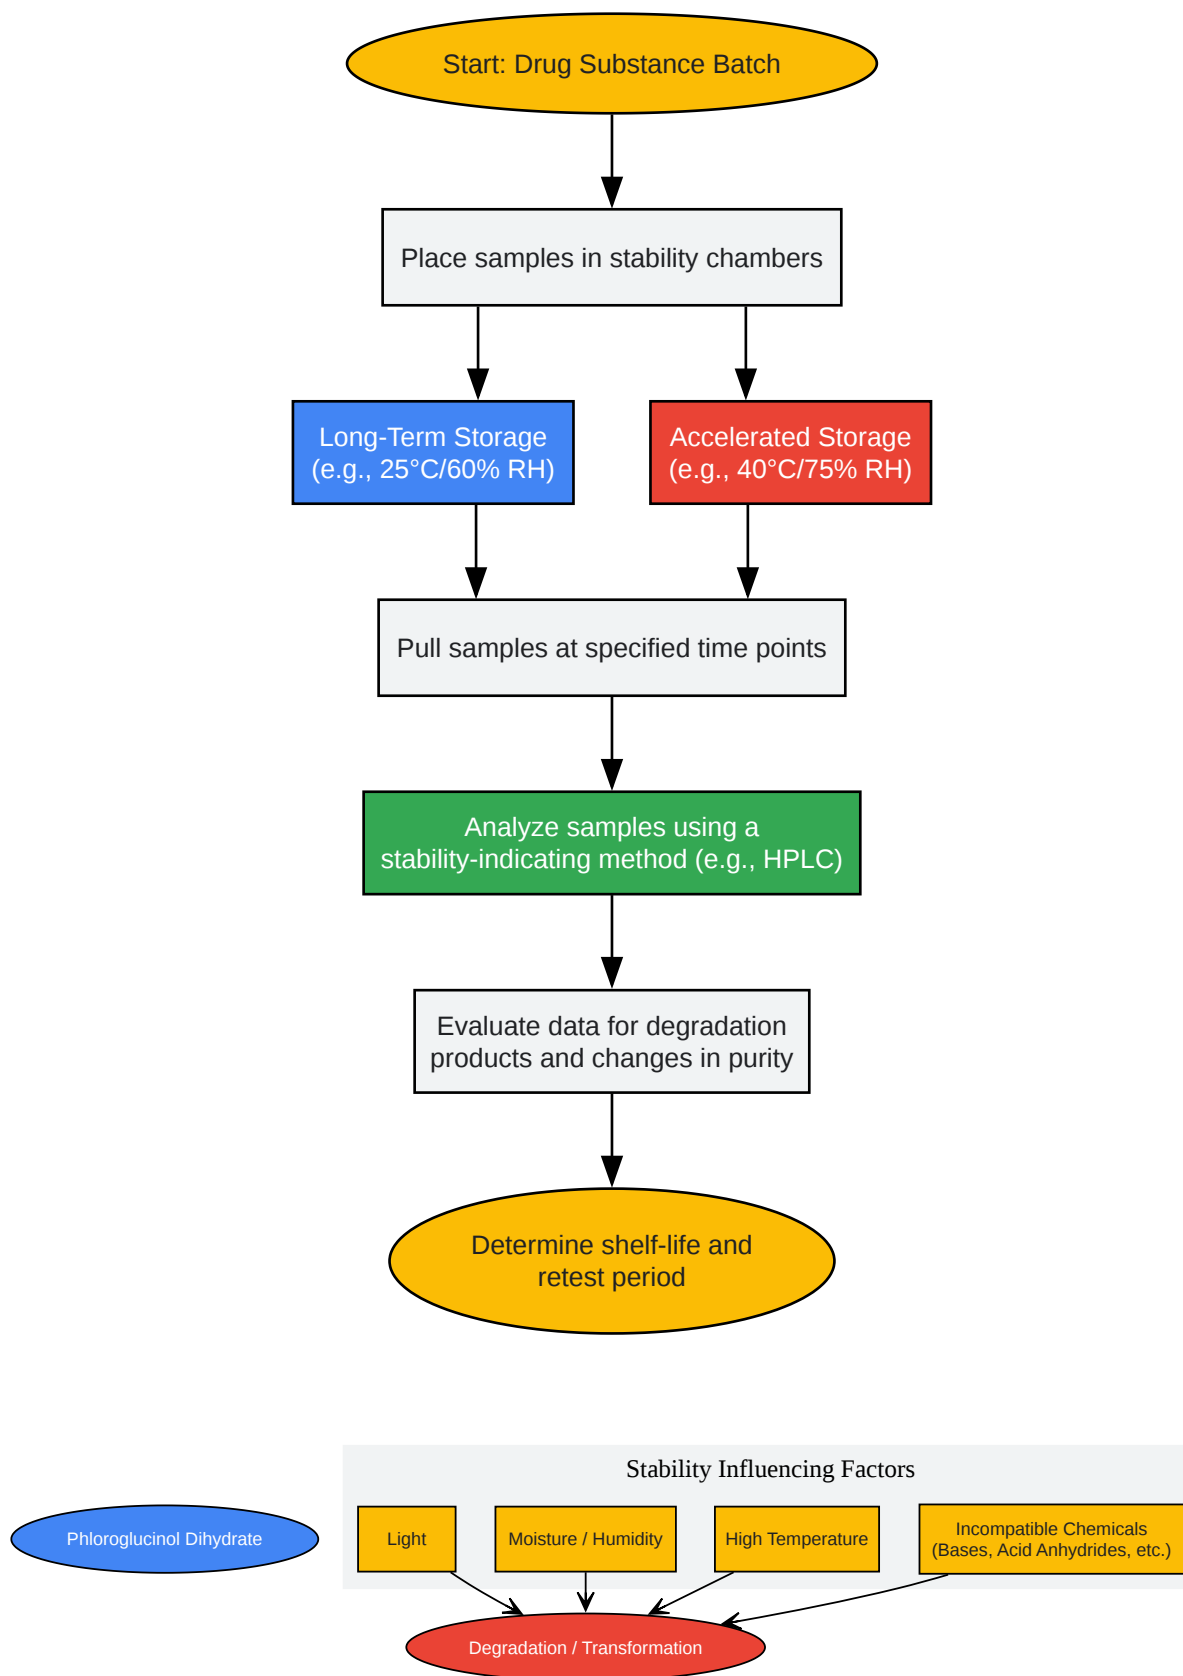 Start: Drug Substance Batch
Place samples in stability chambers
Long-Term Storage
(e.g., 25°C/60% RH)
Accelerated Storage
(e.g., 40°C/75% RH)
Pull samples at specified time points
Analyze samples using a
stability-indicating method (e.g., HPLC)
Evaluate data for degradation
products and changes in purity
Determine shelf-life and
retest period
Stability Influencing Factors
Phloroglucinol Dihydrate
Light
Moisture / Humidity
High Temperature
Incompatible Chemicals
(Bases, Acid Anhydrides, etc.)
Degradation / Transformation